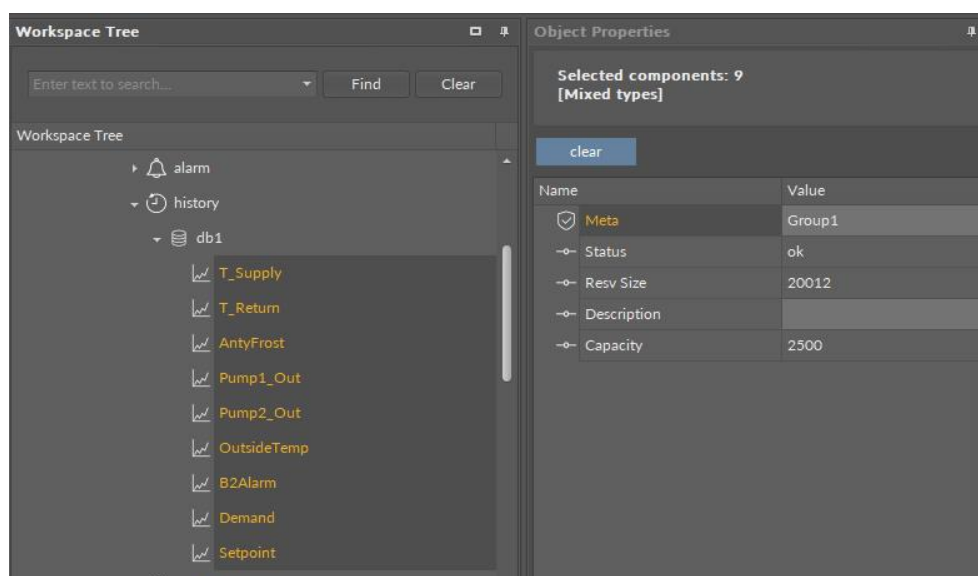 Workspace Tree
Enter text to search...
Find
Clear
Workspace Tree
alarm
history
db1
T_Supply
T_Return
AntyFrost
Pump1_Out
Pump2_Out
OutsideTemp
B2Alarm
Demand
Setpoint
Object Properties
Selected components: 9
[Mixed types]
clear
Name Value
Meta Group1
Status ok
Resv Size 20012
Description
Capacity 2500